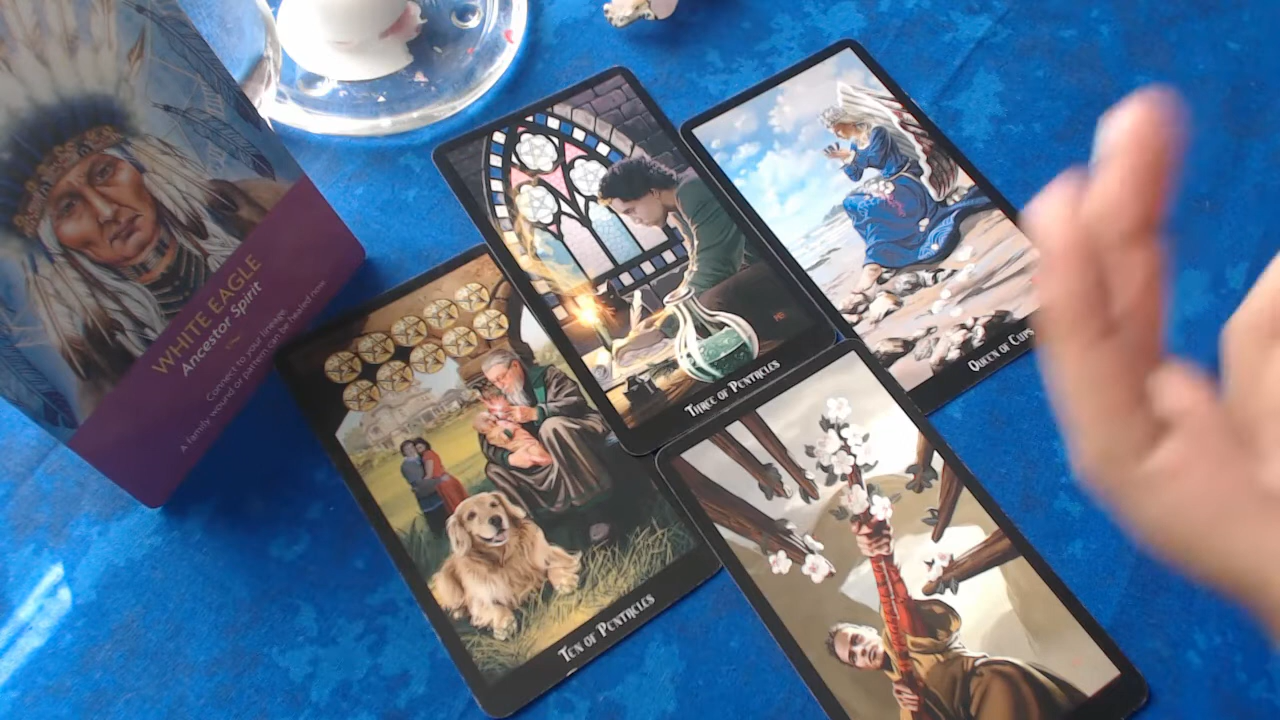 WHITE EAGLE
Ancestor Spirit
Connect to your lineage.
A family wound or pattern can be healed now.
Three of Pentacles
Queen of Cups
Ten of Pentacles